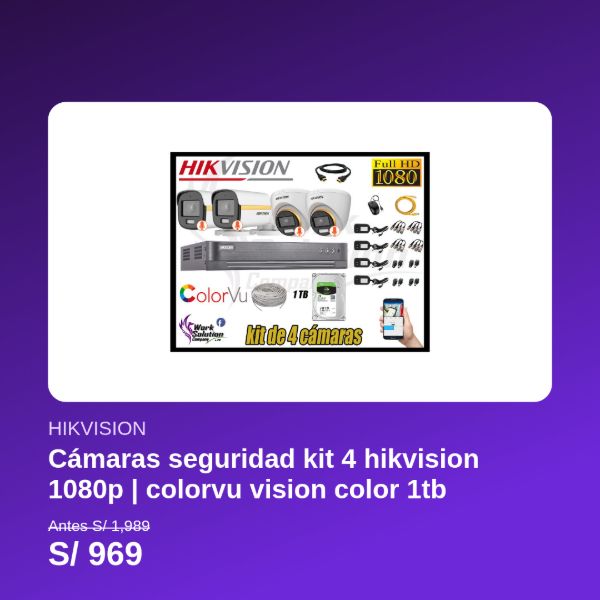 HIKVISION
Full HD
1080
ColorVu
1 TB
Work
Solution
Company
kit de 4 cámaras
HIKVISION
Cámaras seguridad kit 4 hikvision
1080p | colorvu vision color 1tb
Antes S/ 1,989
S/ 969